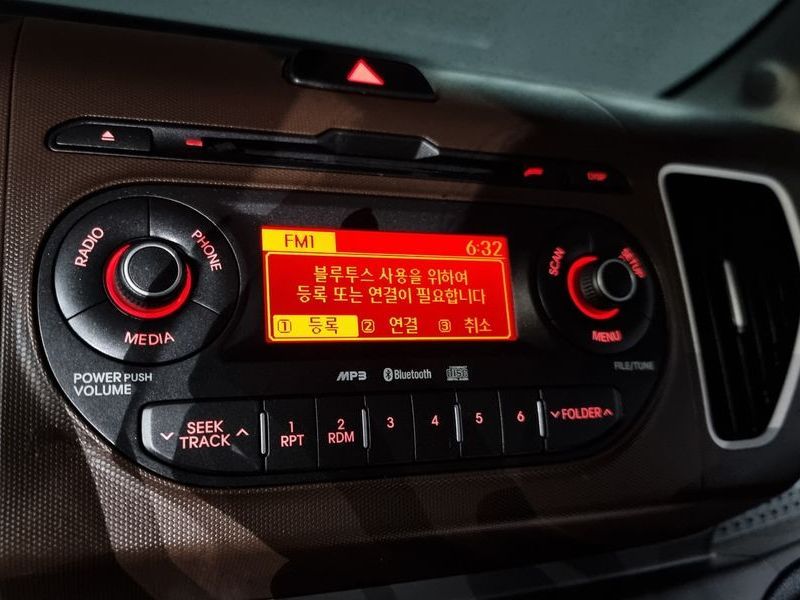 RADIO
PHONE
MEDIA
POWER PUSH
VOLUME
DISP
FM1 6:32
블루투스 사용을 위하여
등록 또는 연결이 필요합니다
1 등록 2 연결 3 취소
SCAN
SETUP
MENU
FILE/TUNE
MP3 Bluetooth
SEEK
TRACK
1
RPT
2
RDM
3
4
5
6
FOLDER